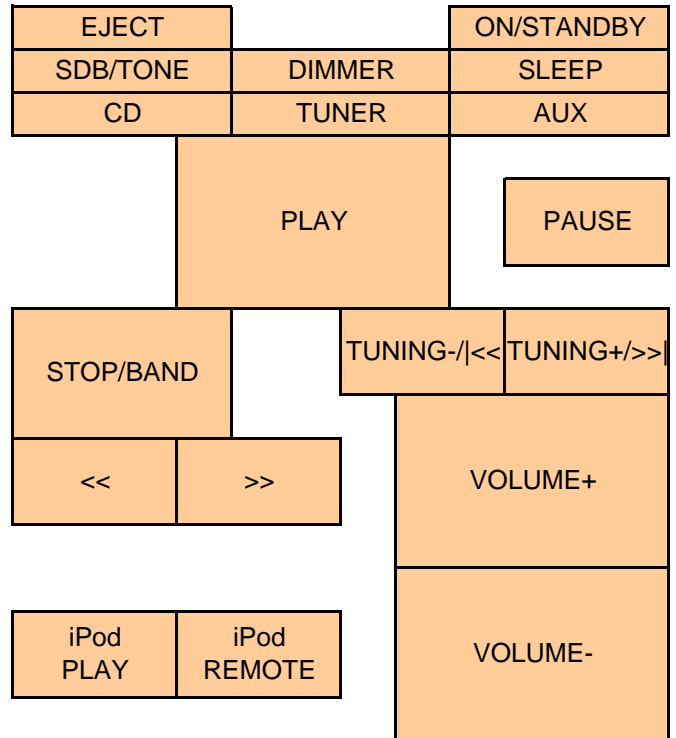 EJECT
ON/STANDBY
SDB/TONE
DIMMER
SLEEP
CD
TUNER
AUX
PLAY
PAUSE
STOP/BAND
TUNING-/|<<
TUNING+/>>|
<<
>>
VOLUME+
iPod
PLAY
iPod
REMOTE
VOLUME-